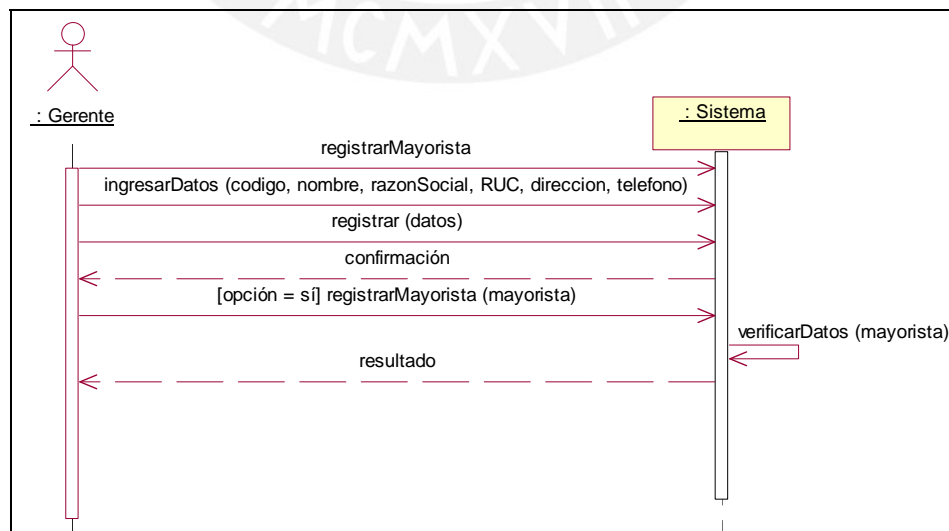 MCMXVII
: Gerente
: Sistema
registrarMayorista
ingresarDatos (codigo, nombre, razonSocial, RUC, direccion, telefono)
registrar (datos)
confirmación
[opción = sí] registrarMayorista (mayorista)
verificarDatos (mayorista)
resultado